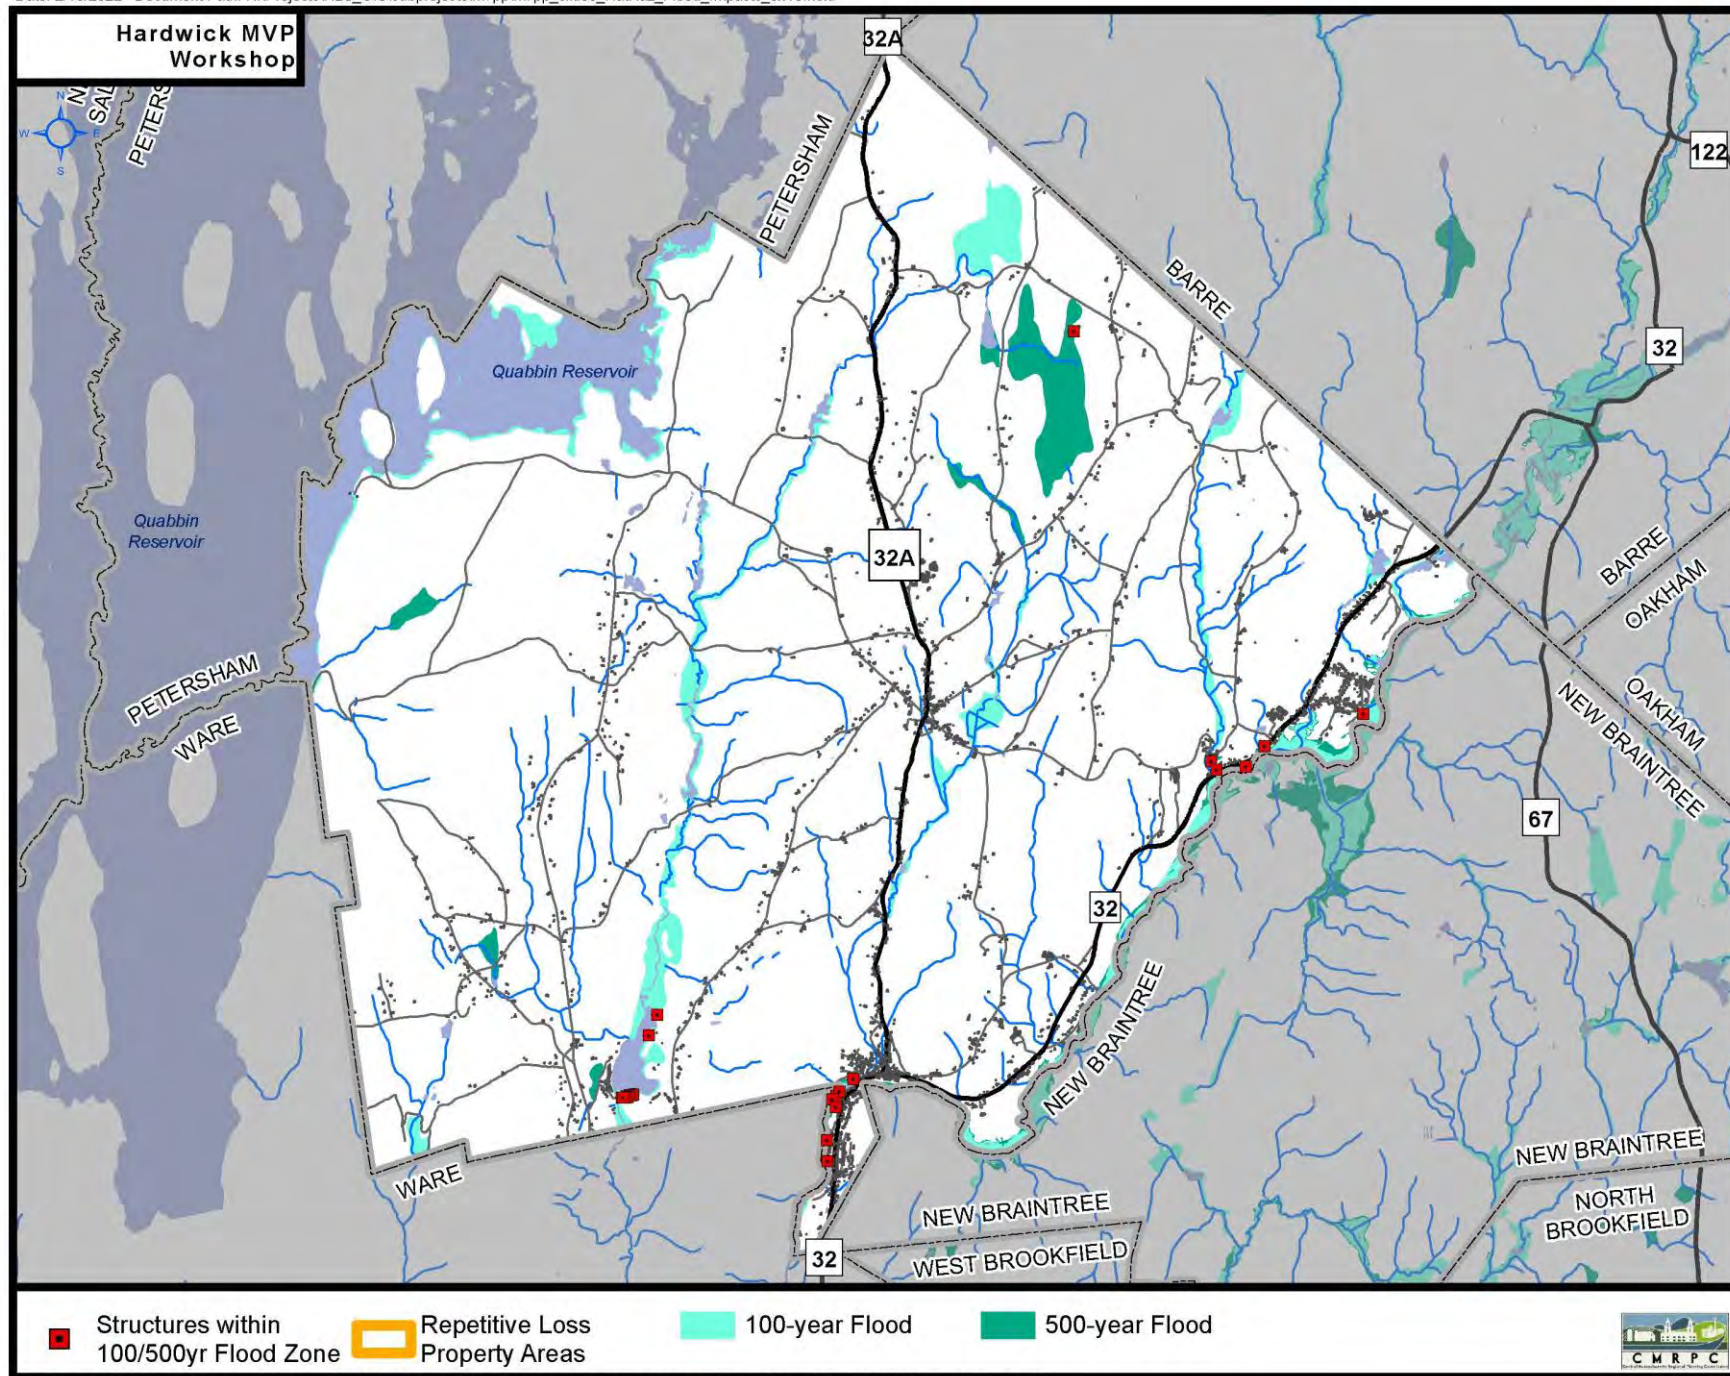 Hardwick MVP
Workshop
32A
N
W
E
S
PETERSHAM
122
BARRE
32
Quabbin Reservoir
Quabbin
Reservoir
32A
BARRE
OAKHAM
PETERSHAM
WARE
OAKHAM
NEW BRAINTREE
67
32
NEW BRAINTREE
WARE
NEW BRAINTREE
WEST BROOKFIELD
NEW BRAINTREE
NORTH
BROOKFIELD
32
Structures within
100/500yr Flood Zone
Repetitive Loss
Property Areas
100-year Flood
500-year Flood
CMRPC